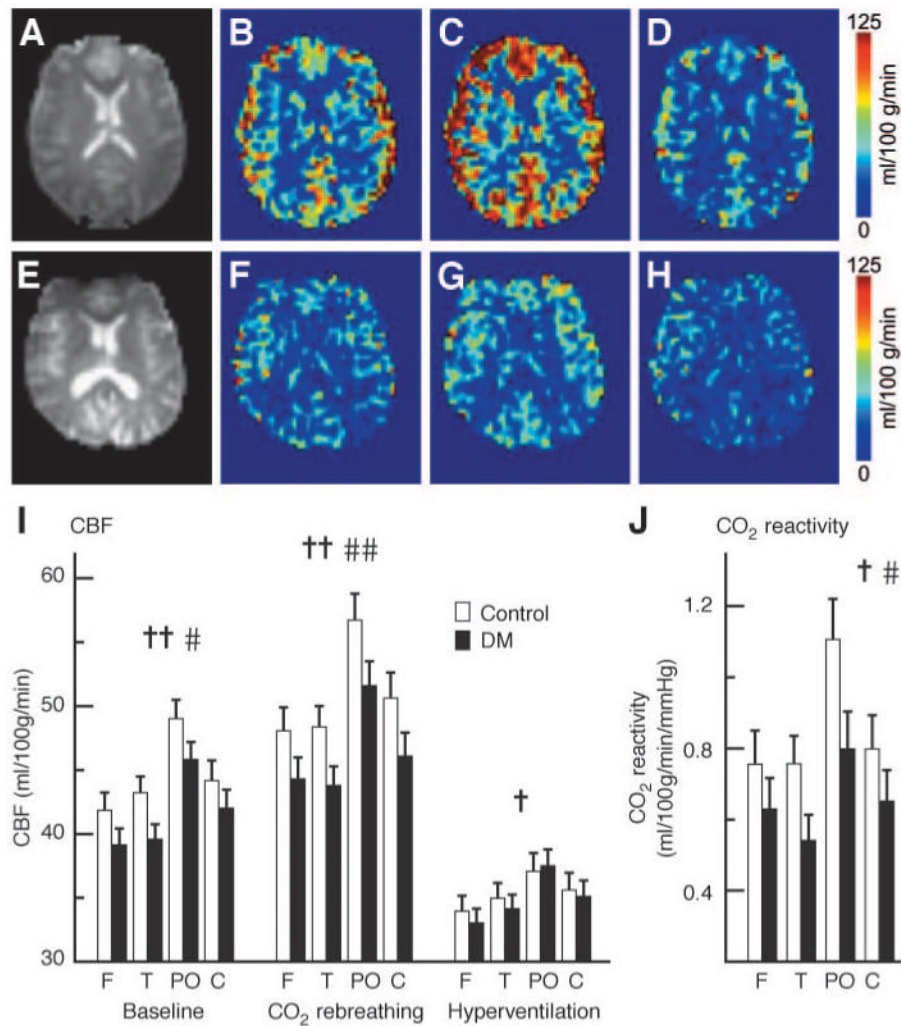 A B C D
125
ml/100 g/min
0
E F G H
125
ml/100 g/min
0
I CBF
†† #
†† ##
†
Control
DM
CBF (ml/100g/min)
60
50
40
30
F T PO C F T PO C F T PO C
Baseline CO₂ rebreathing Hyperventilation
J CO₂ reactivity
† #
CO₂ reactivity
(ml/100g/min/mmHg)
1.2
0.8
0.4
F T PO C